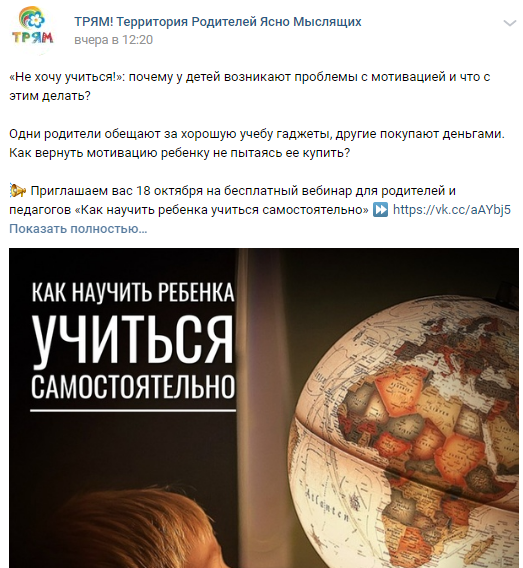 ТРЯМ! Территория Родителей Ясно Мыслящих
ТРЯМ
вчера в 12:20
«Не хочу учиться!»: почему у детей возникают проблемы с мотивацией и что с
этим делать?
Одни родители обещают за хорошую учебу гаджеты, другие покупают деньгами.
Как вернуть мотивацию ребенку не пытаясь ее купить?
Приглашаем вас 18 октября на бесплатный вебинар для родителей и
педагогов «Как научить ребенка учиться самостоятельно» https://vk.cc/aAYbj5
Показать полностью…
КАК НАУЧИТЬ РЕБЕНКА
УЧИТЬСЯ
САМОСТОЯТЕЛЬНО
Atlanten